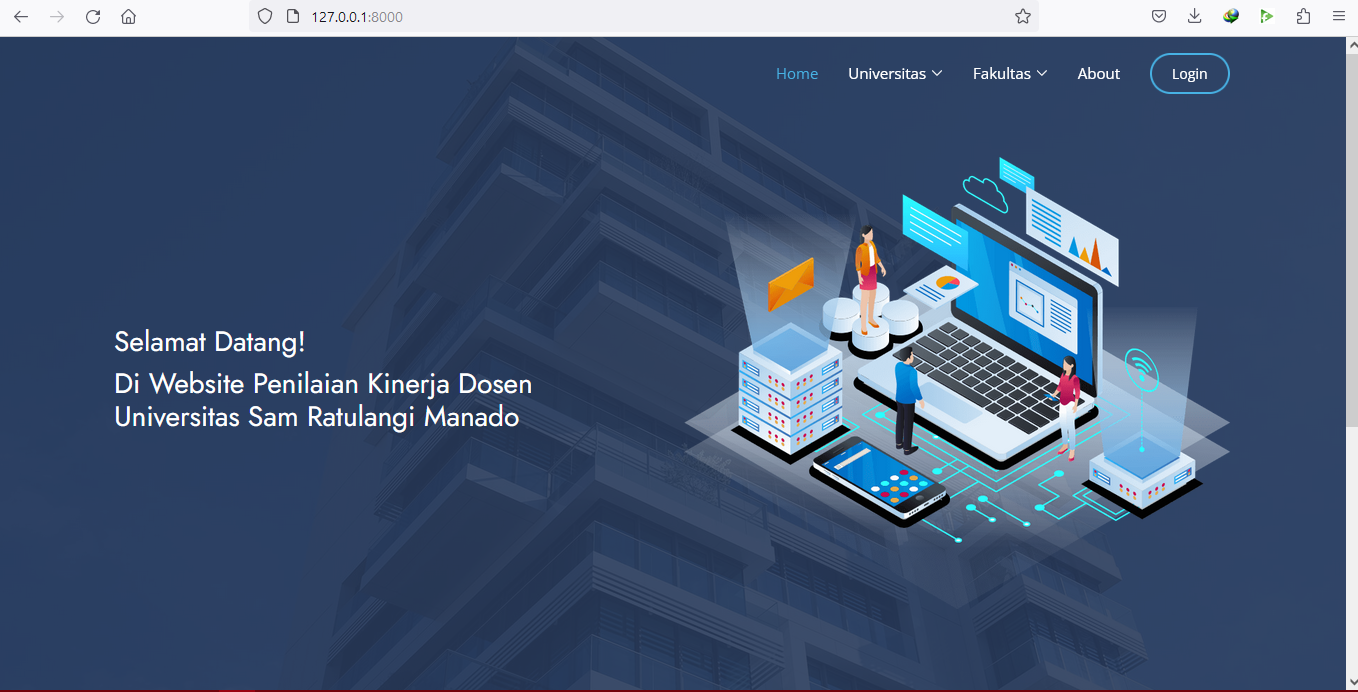 127.0.0.1:8000
Home Universitas Fakultas About Login
Selamat Datang!
Di Website Penilaian Kinerja Dosen
Universitas Sam Ratulangi Manado